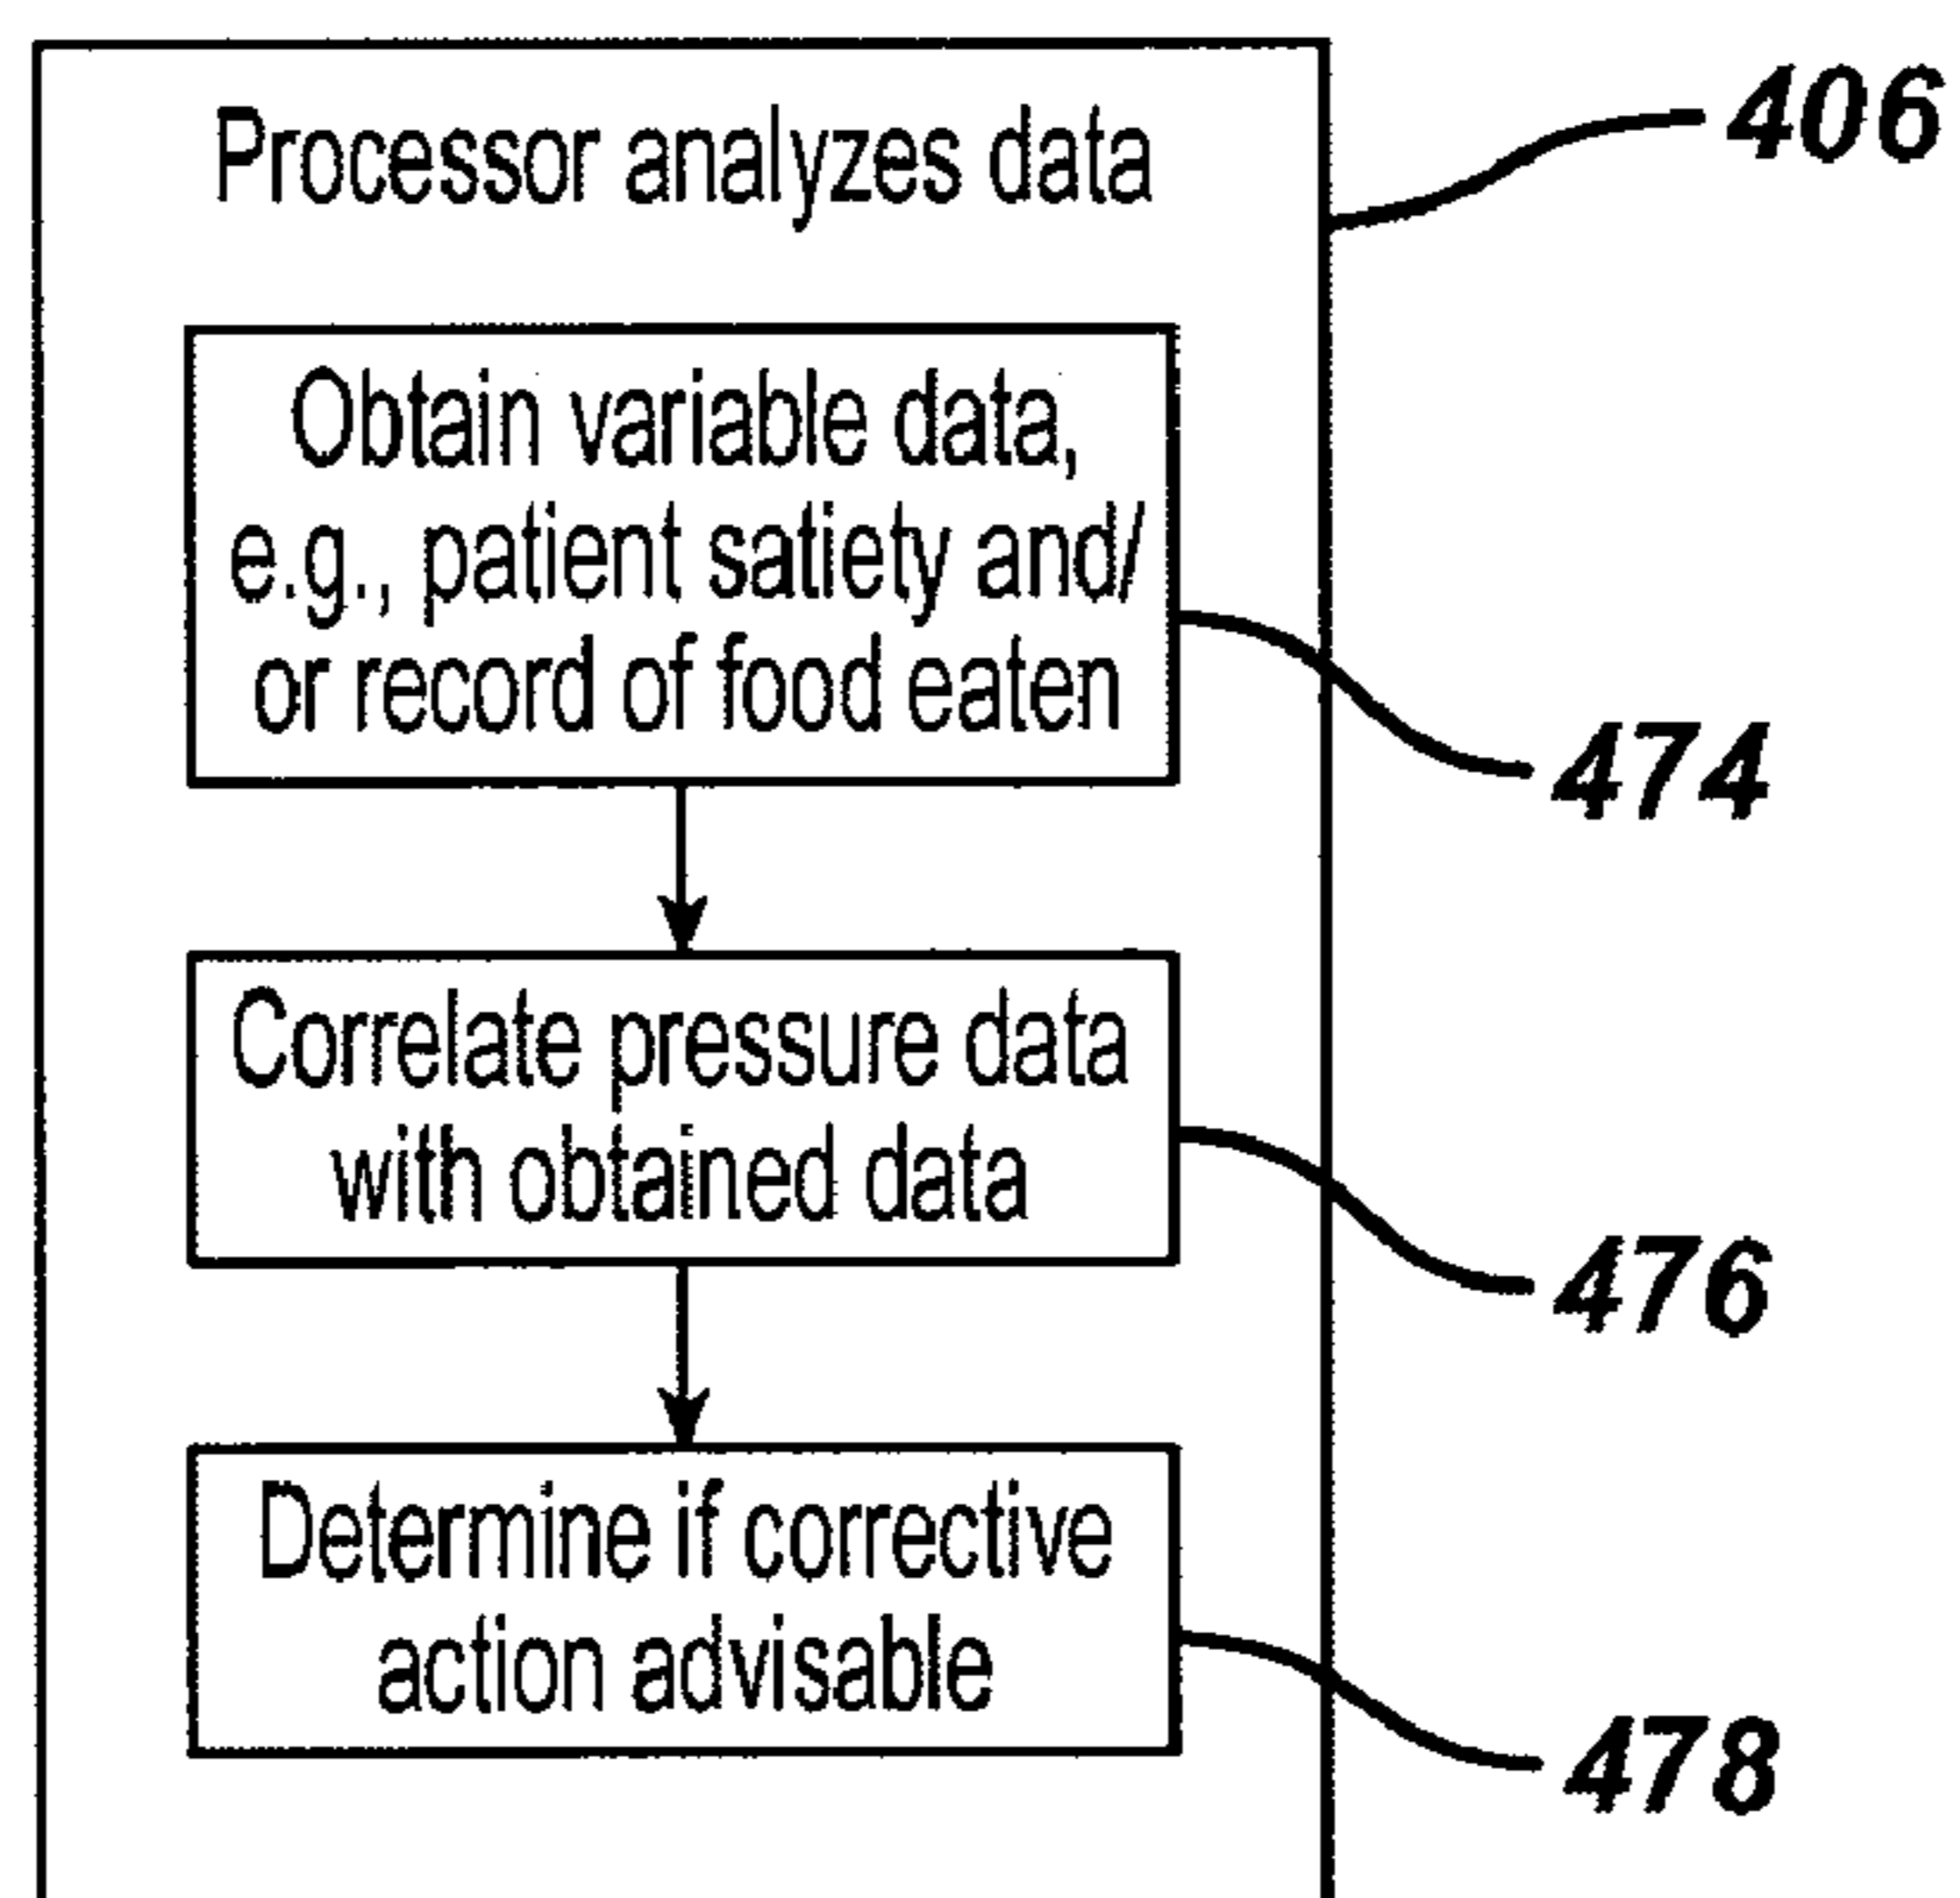 Processor analyzes data
406
Obtain variable data,
e.g., patient satiety and/
or record of food eaten
474
Correlate pressure data
with obtained data
476
Determine if corrective
action advisable
478